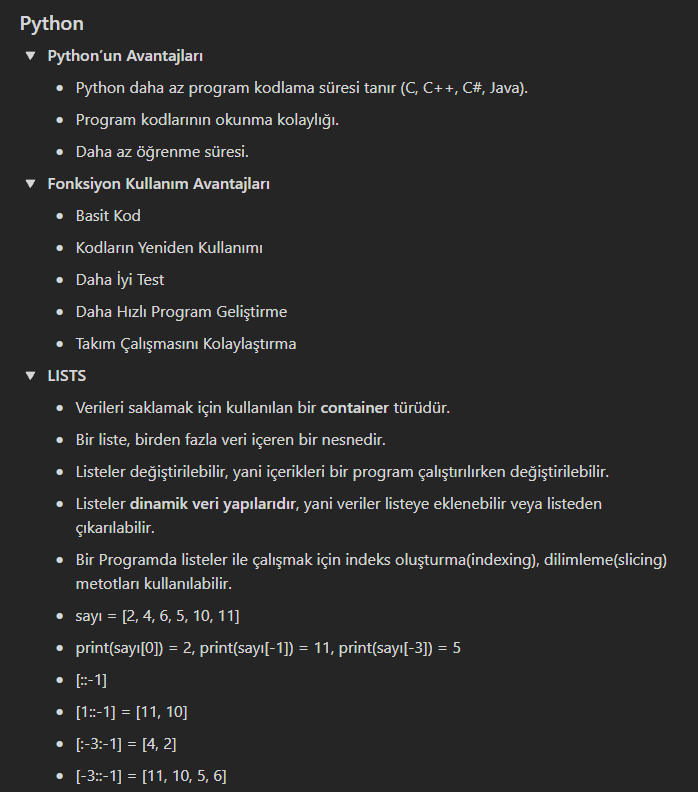 Python
Python'un Avantajları
Python daha az program kodlama süresi tanır (C, C++, C#, Java).
Program kodlarının okunma kolaylığı.
Daha az öğrenme süresi.
Fonksiyon Kullanım Avantajları
Basit Kod
Kodların Yeniden Kullanımı
Daha İyi Test
Daha Hızlı Program Geliştirme
Takım Çalışmasını Kolaylaştırma
LISTS
Verileri saklamak için kullanılan bir container türüdür.
Bir liste, birden fazla veri içeren bir nesnedir.
Listeler değiştirilebilir, yani içerikleri bir program çalıştırılırken değiştirilebilir.
Listeler dinamik veri yapılarıdır, yani veriler listeye eklenebilir veya listeden
çıkarılabilir.
Bir Programda listeler ile çalışmak için indeks oluşturma(indexing), dilimleme(slicing)
metotları kullanılabilir.
sayı = [2, 4, 6, 5, 10, 11]
print(sayı[0]) = 2, print(sayı[-1]) = 11, print(sayı[-3]) = 5
[::-1]
[1::-1] = [11, 10]
[:-3:-1] = [4, 2]
[-3::-1] = [11, 10, 5, 6]